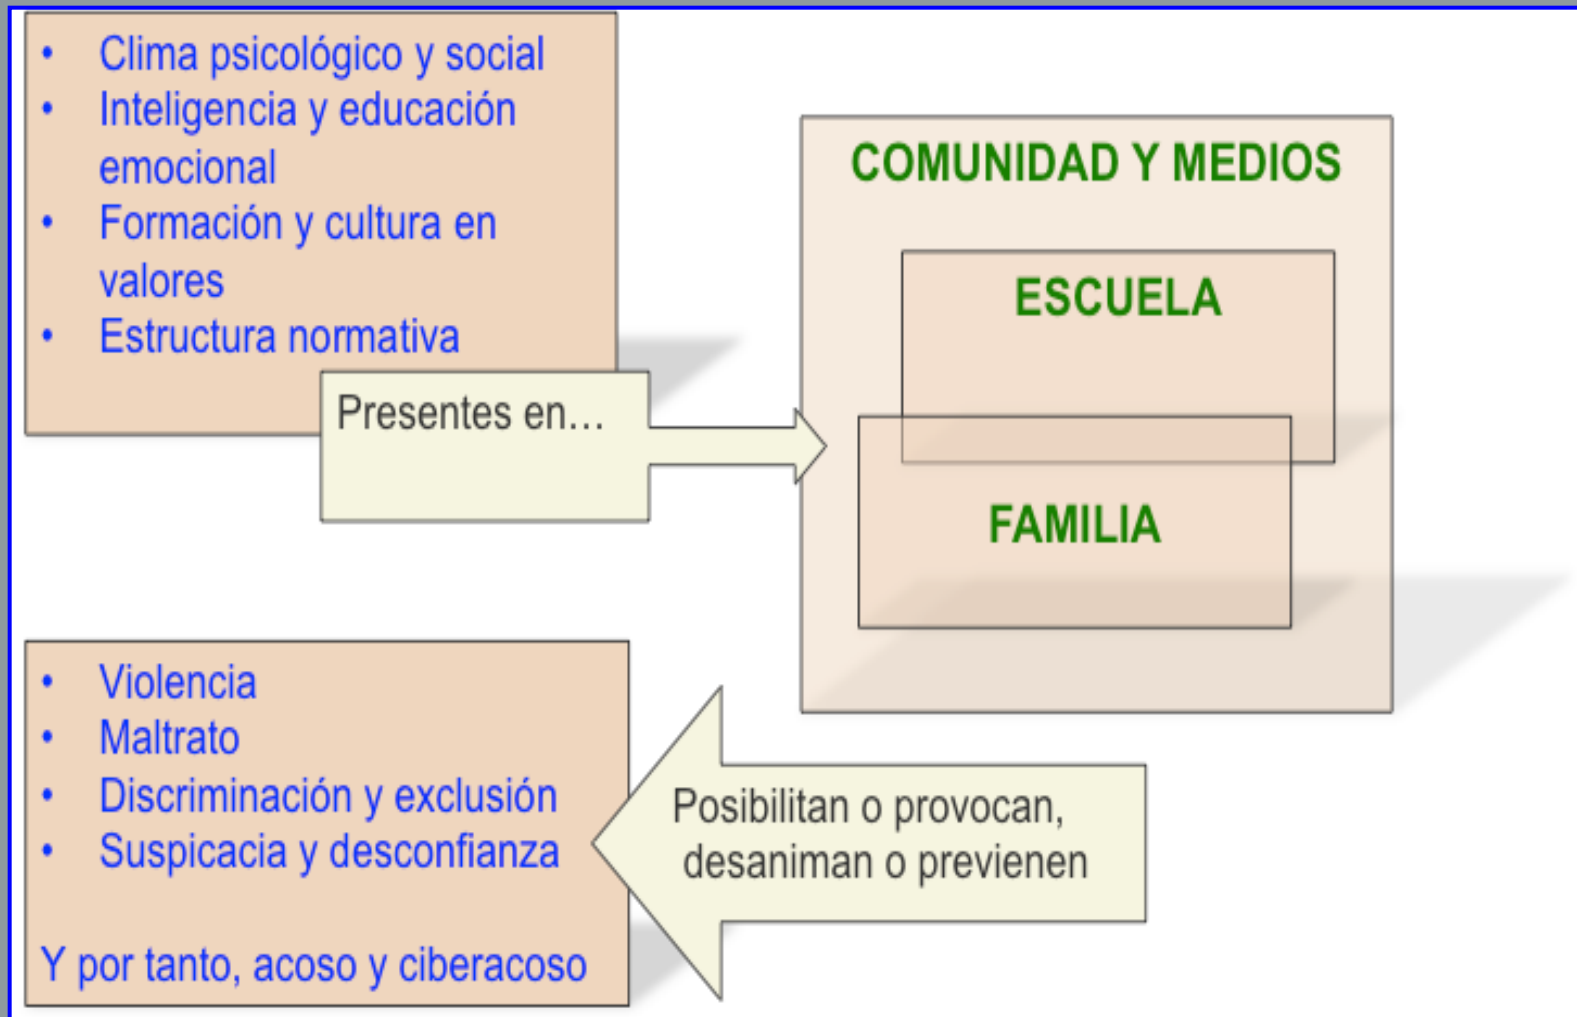 • Clima psicológico y social
• Inteligencia y educación
emocional
• Formación y cultura en
valores
• Estructura normativa
Presentes en...
COMUNIDAD Y MEDIOS
ESCUELA
FAMILIA
• Violencia
• Maltrato
• Discriminación y exclusión
• Suspicacia y desconfianza
Y por tanto, acoso y ciberacoso
Posibilitan o provocan,
desaniman o previenen